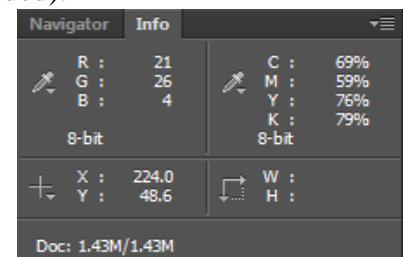 Navigator Info
R : 21 C : 69%
G : 26 M : 59%
B : 4 Y : 76%
K : 79%
8-bit 8-bit
X : 224.0 W :
Y : 48.6 H :
Doc: 1.43M/1.43M